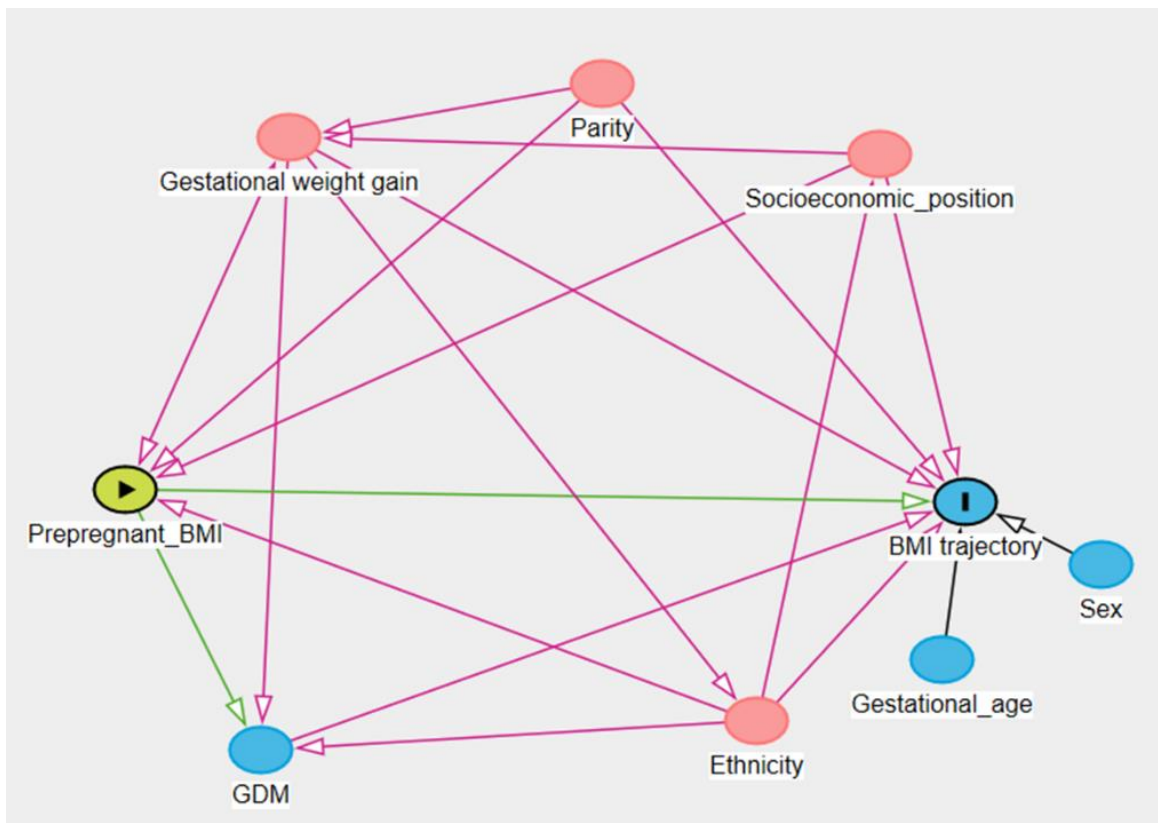 Parity
Gestational weight gain
Socioeconomic_position
Prepregnant_BMI
BMI trajectory
Sex
Gestational_age
Ethnicity
GDM